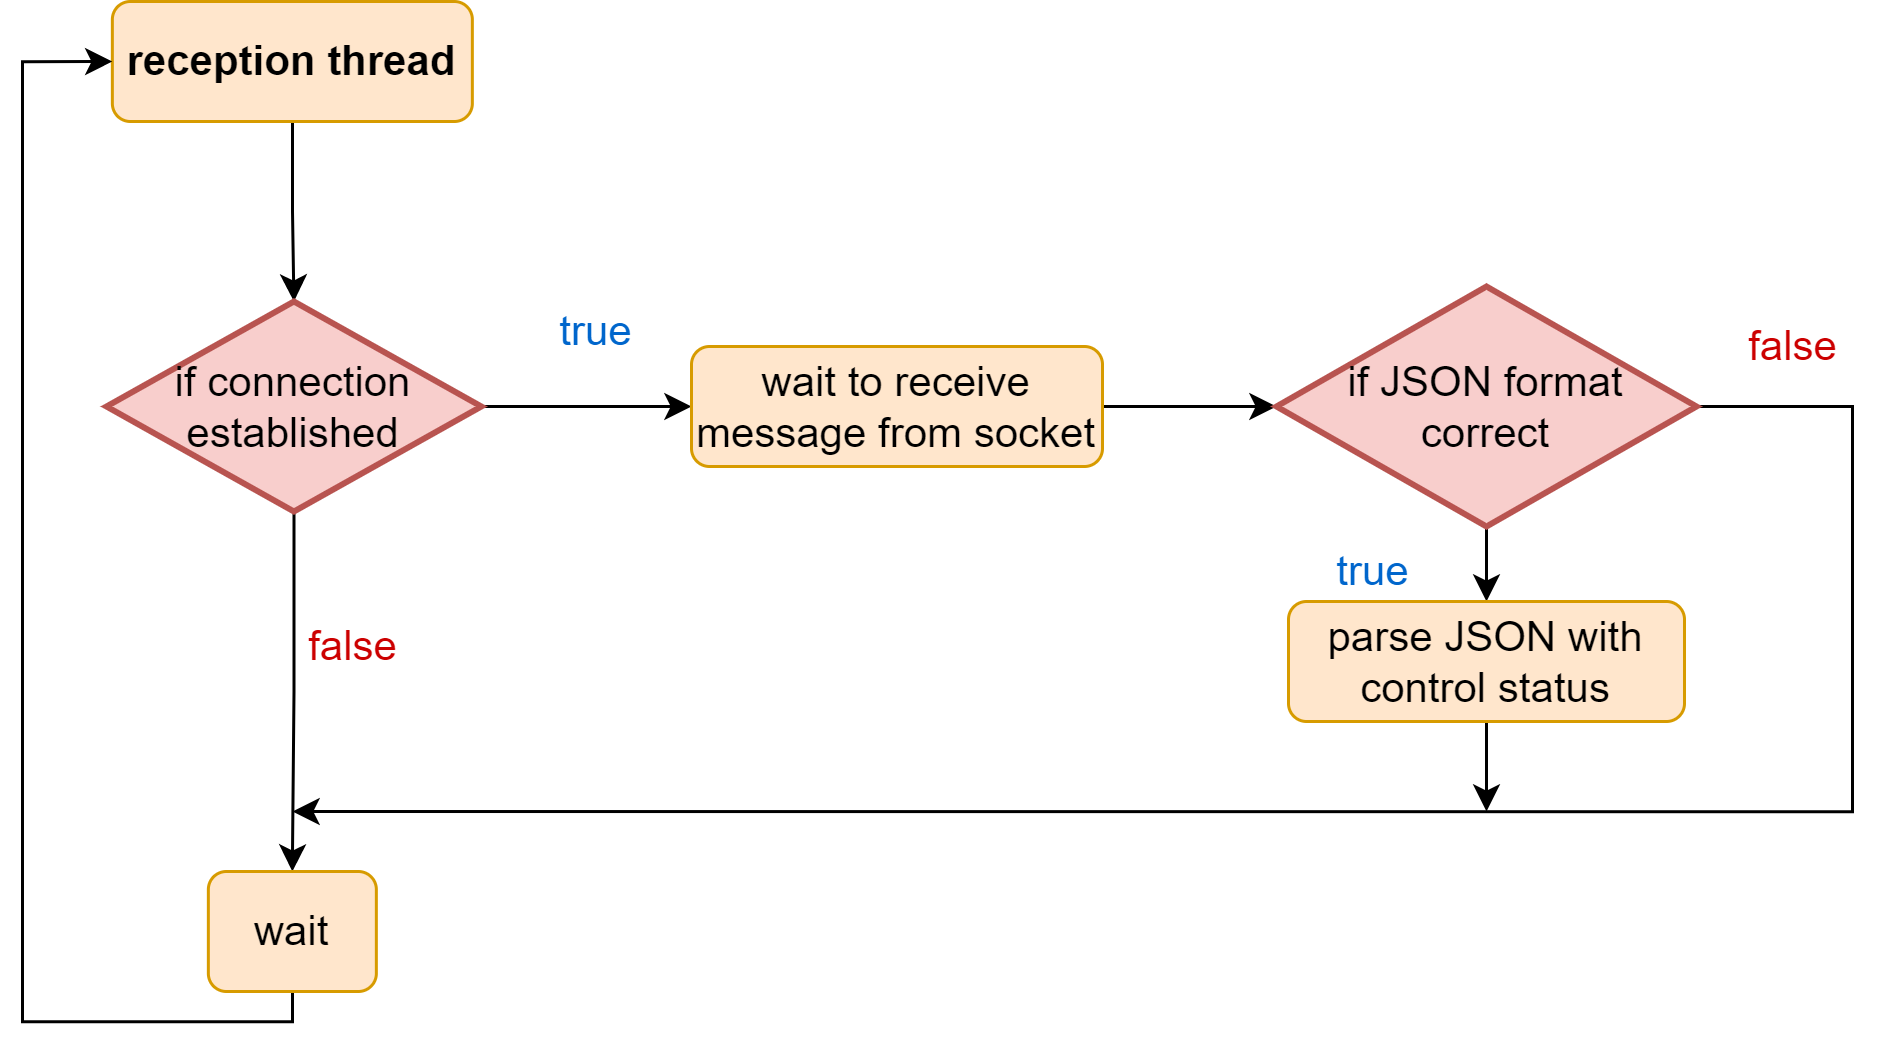 reception thread
true
if connection
established
wait to receive
message from socket
if JSON format
correct
false
true
false
parse JSON with
control status
wait